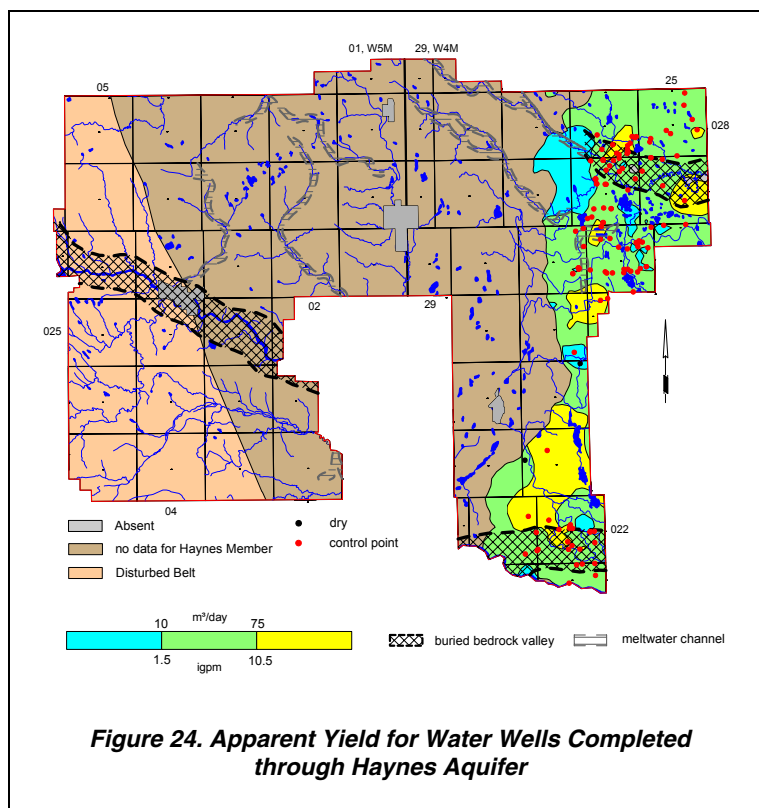 01, W5M 29, W4M
05
25
028
02
29
025
04
022
Absent
dry
no data for Haynes Member
control point
Disturbed Belt
m³/day
10 75
1.5 10.5
igpm
buried bedrock valley
meltwater channel
Figure 24. Apparent Yield for Water Wells Completed
through Haynes Aquifer